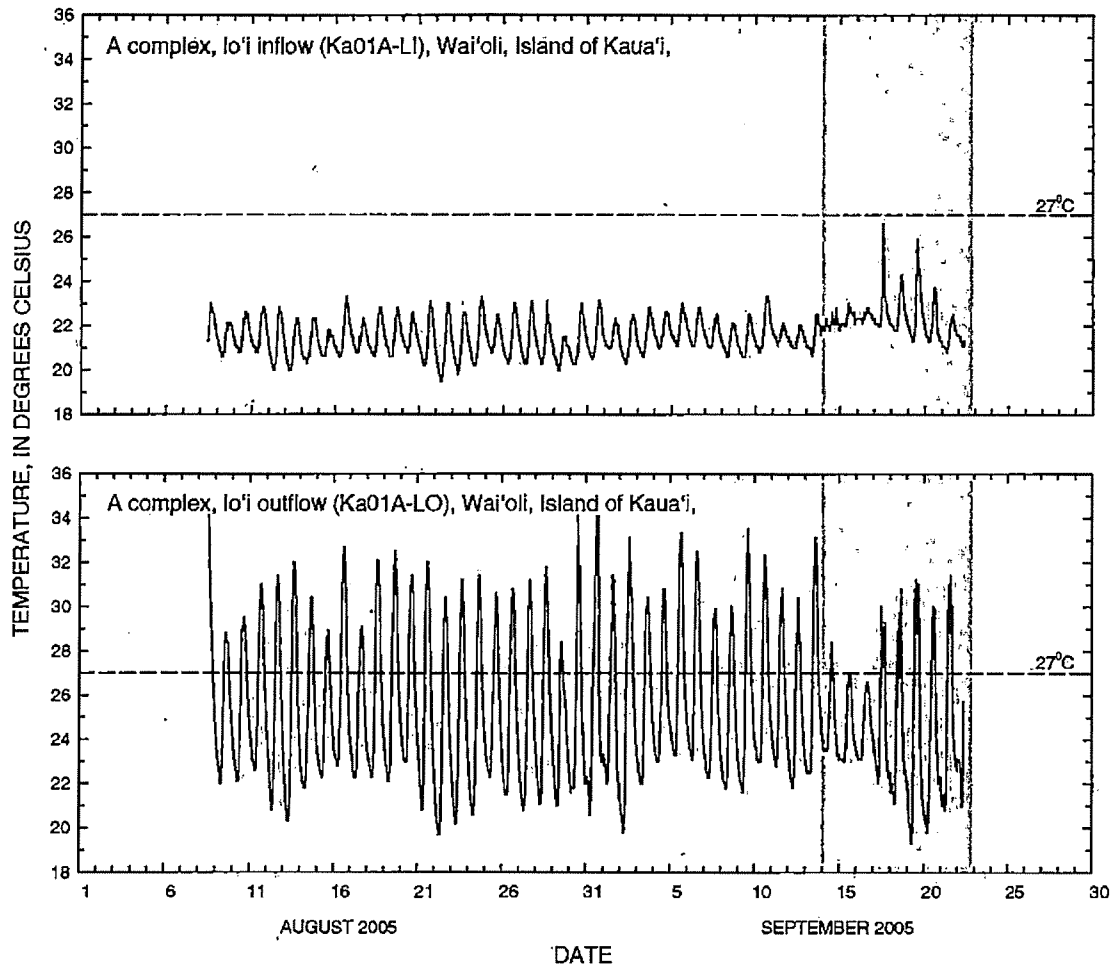 36
A complex, lo'i inflow (Ka01A-LI), Wai'oli, Island of Kaua'i,
34
32
30
28
27°C
26
24
22
20
18
TEMPERATURE, IN DEGREES CELSIUS
36
A complex, lo'i outflow (Ka01A-LO), Wai'oli, Island of Kaua'i,
34
32
30
28
27°C
26
24
22
20
18
1 6 11 16 21 26 31 5 10 15 20 25 30
AUGUST 2005 SEPTEMBER 2005
DATE